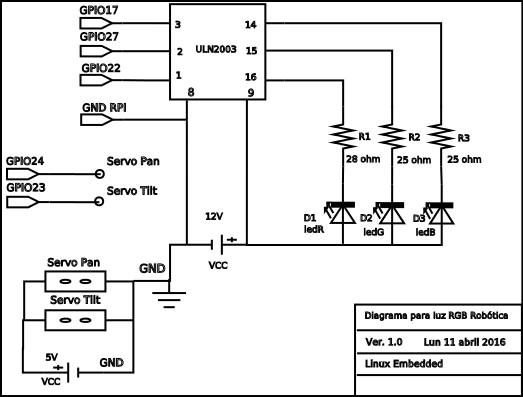 GPIO17
GPIO27
GPIO22
GND RPI
3
2
1
ULN2003
14
15
16
8
9
GPIO24
Servo Pan
GPIO23
Servo Tilt
R1
28 ohm
R2
25 ohm
R3
25 ohm
D1
ledR
D2
ledG
D3
ledB
12V
+
VCC
GND
Servo Pan
Servo Tilt
5V
+
VCC
GND
Diagrama para luz RGB Robótica
Ver. 1.0 Lun 11 abril 2016
Linux Embedded